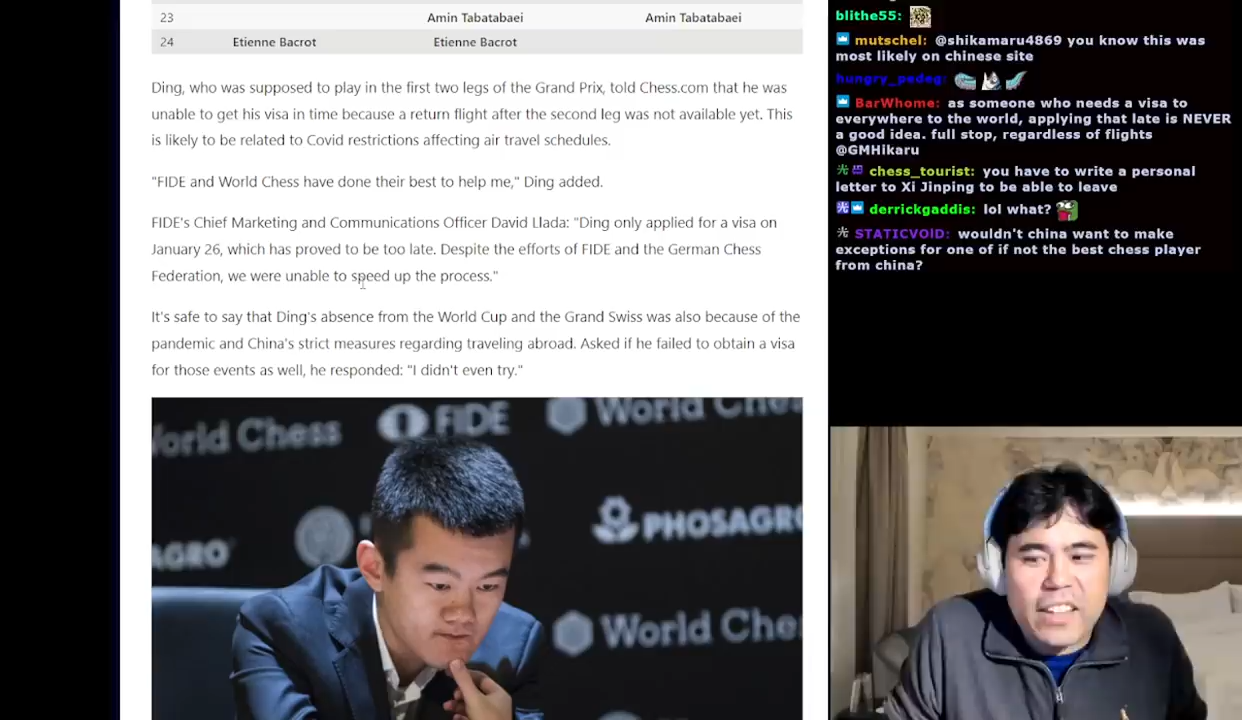 23 Amin Tabatabaei Amin Tabatabaei
24 Etienne Bacrot Etienne Bacrot
Ding, who was supposed to play in the first two legs of the Grand Prix, told Chess.com that he was
unable to get his visa in time because a return flight after the second leg was not available yet. This
is likely to be related to Covid restrictions affecting air travel schedules.
"FIDE and World Chess have done their best to help me," Ding added.
FIDE's Chief Marketing and Communications Officer David Llada: "Ding only applied for a visa on
January 26, which has proved to be too late. Despite the efforts of FIDE and the German Chess
Federation, we were unable to speed up the process."
It's safe to say that Ding's absence from the World Cup and the Grand Swiss was also because of the
pandemic and China's strict measures regarding traveling abroad. Asked if he failed to obtain a visa
for those events as well, he responded: "I didn't even try."
World Chess
FIDE
World Chess
AGRO
PHOSAGRO
World Che
blithe55:
mutschel: @shikamaru4869 you know this was
most likely on chinese site
hungry_pedeg:
BarWhome: as someone who needs a visa to
everywhere to the world, applying that late is NEVER
a good idea. full stop, regardless of flights
@GMHikaru
chess_tourist: you have to write a personal
letter to Xi Jinping to be able to leave
derrickgaddis: lol what?
STATICVOID: wouldn't china want to make
exceptions for one of if not the best chess player
from china?